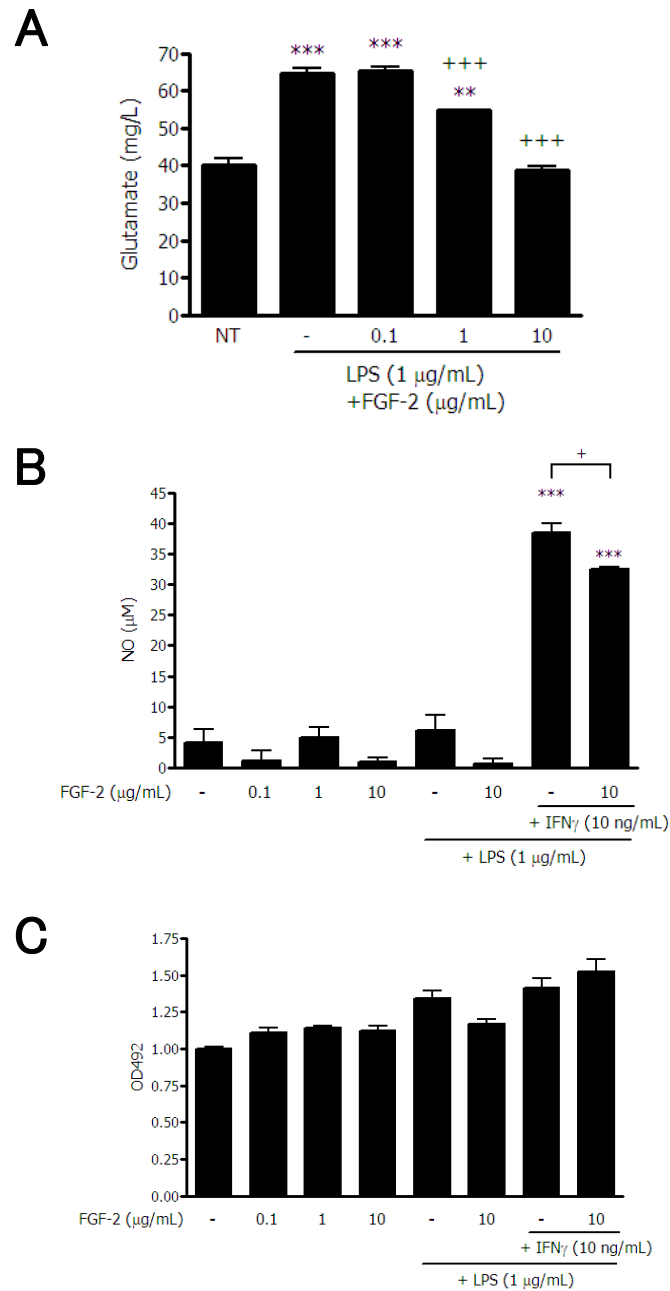 A
*** ***
+++
**
+++
70
60
50
40
30
20
10
0
Glutamate (mg/L)
NT - 0.1 1 10
LPS (1 μg/mL)
+FGF-2 (μg/mL)
B
+
***
***
45
40
35
30
25
20
15
10
5
0
NO (μM)
FGF-2 (μg/mL) - 0.1 1 10 - 10 - 10
+ IFNγ (10 ng/mL)
+ LPS (1 μg/mL)
C
1.75
1.50
1.25
1.00
0.75
0.50
0.25
0.00
OD492
FGF-2 (μg/mL) - 0.1 1 10 - 10 - 10
+ IFNγ (10 ng/mL)
+ LPS (1 μg/mL)